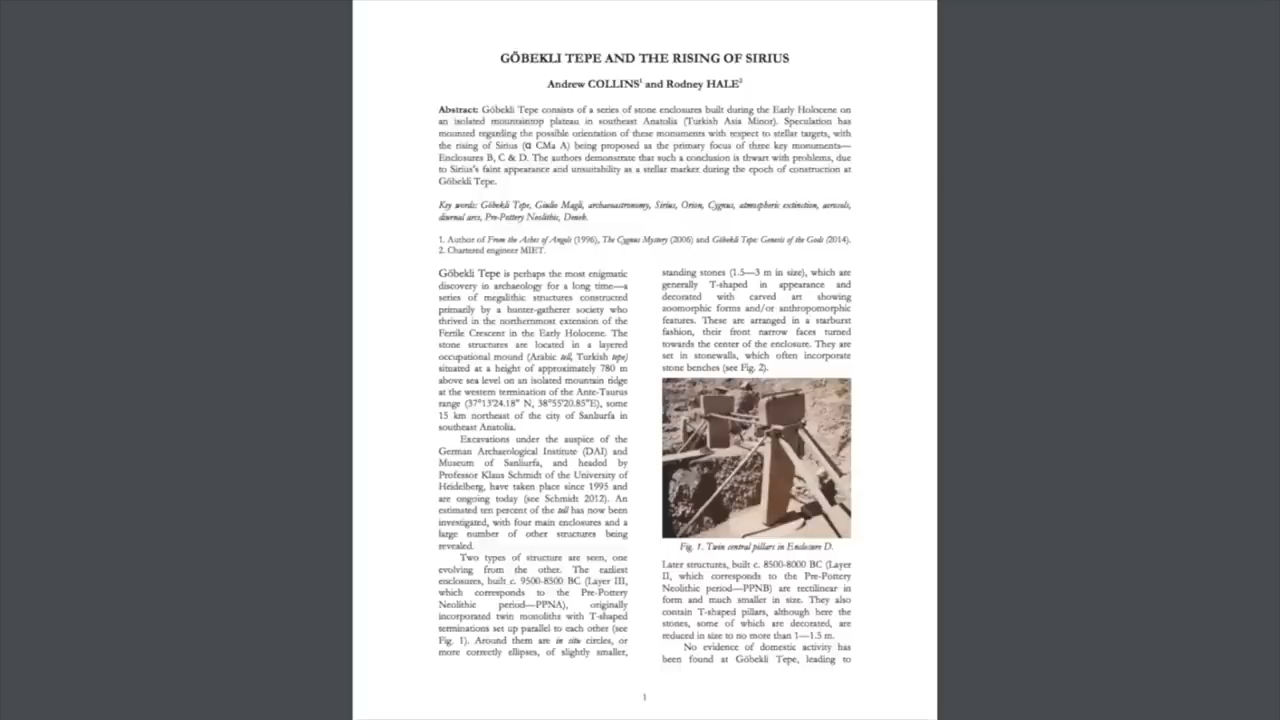 GÖBEKLI TEPE AND THE RISING OF SIRIUS
Andrew COLLINS¹ and Rodney HALE²
Abstract: Göbekli Tepe consists of a series of stone enclosures built during the Early Holocene on
an isolated mountaintop plateau in southeast Anatolia (Turkish Asia Minor). Speculation has
mounted regarding the possible orientation of these monuments with respect to stellar targets, with
the rising of Sirius (α CMa A) being proposed as the primary focus of three key monuments—
Enclosures B, C & D. The authors demonstrate that such a conclusion is thwart with problems, due
to Sirius's faint appearance and unsuitability as a stellar marker during the epoch of construction at
Göbekli Tepe.
Key words: Göbekli Tepe, Giulio Magli, archaeoastronomy, Sirius, Orion, Cygnus, atmospheric extinction, aerosols,
diurnal arcs, Pre-Pottery Neolithic, Deneb.
1. Author of From the Ashes of Angels (1996), The Cygnus Mystery (2006) and Göbekli Tepe: Genesis of the Gods (2014).
2. Chartered engineer MIET.
Göbekli Tepe is perhaps the most enigmatic
discovery in archaeology for a long time—a
series of megalithic structures constructed
primarily by a hunter-gatherer society who
thrived in the northernmost extension of the
Fertile Crescent in the Early Holocene. The
stone structures are located in a layered
occupational mound (Arabic tell, Turkish tepe)
situated at a height of approximately 780 m
above sea level on an isolated mountain ridge
at the western termination of the Ante-Taurus
range (37°13'24.18" N, 38°55'20.85"E), some
15 km northeast of the city of Sanliurfa in
southeast Anatolia.
Excavations under the auspice of the
German Archaeological Institute (DAI) and
Museum of Sanliurfa, and headed by
Professor Klaus Schmidt of the University of
Heidelberg, have taken place since 1995 and
are ongoing today (see Schmidt 2012). An
estimated ten percent of the tell has now been
investigated, with four main enclosures and a
large number of other structures being
revealed.
Two types of structure are seen, one
evolving from the other. The earliest
enclosures, built c. 9500-8500 BC (Layer III,
which corresponds to the Pre-Pottery
Neolithic period—PPNA), originally
incorporated twin monoliths with T-shaped
terminations set up parallel to each other (see
Fig. 1). Around them are in situ circles, or
more correctly ellipses, of slightly smaller,
standing stones (1.5—3 m in size), which are
generally T-shaped in appearance and
decorated with carved art showing
zoomorphic forms and/or anthropomorphic
features. These are arranged in a starburst
fashion, their front narrow faces turned
towards the center of the enclosure. They are
set in stonewalls, which often incorporate
stone benches (see Fig. 2).
Fig. 1. Twin central pillars in Enclosure D.
Later structures, built c. 8500-8000 BC (Layer
II, which corresponds to the Pre-Pottery
Neolithic period—PPNB) are rectilinear in
form and much smaller in size. They also
contain T-shaped pillars, although here the
stones, some of which are decorated, are
reduced in size to no more than 1—1.5 m.
No evidence of domestic activity has
been found at Göbekli Tepe, leading to
1